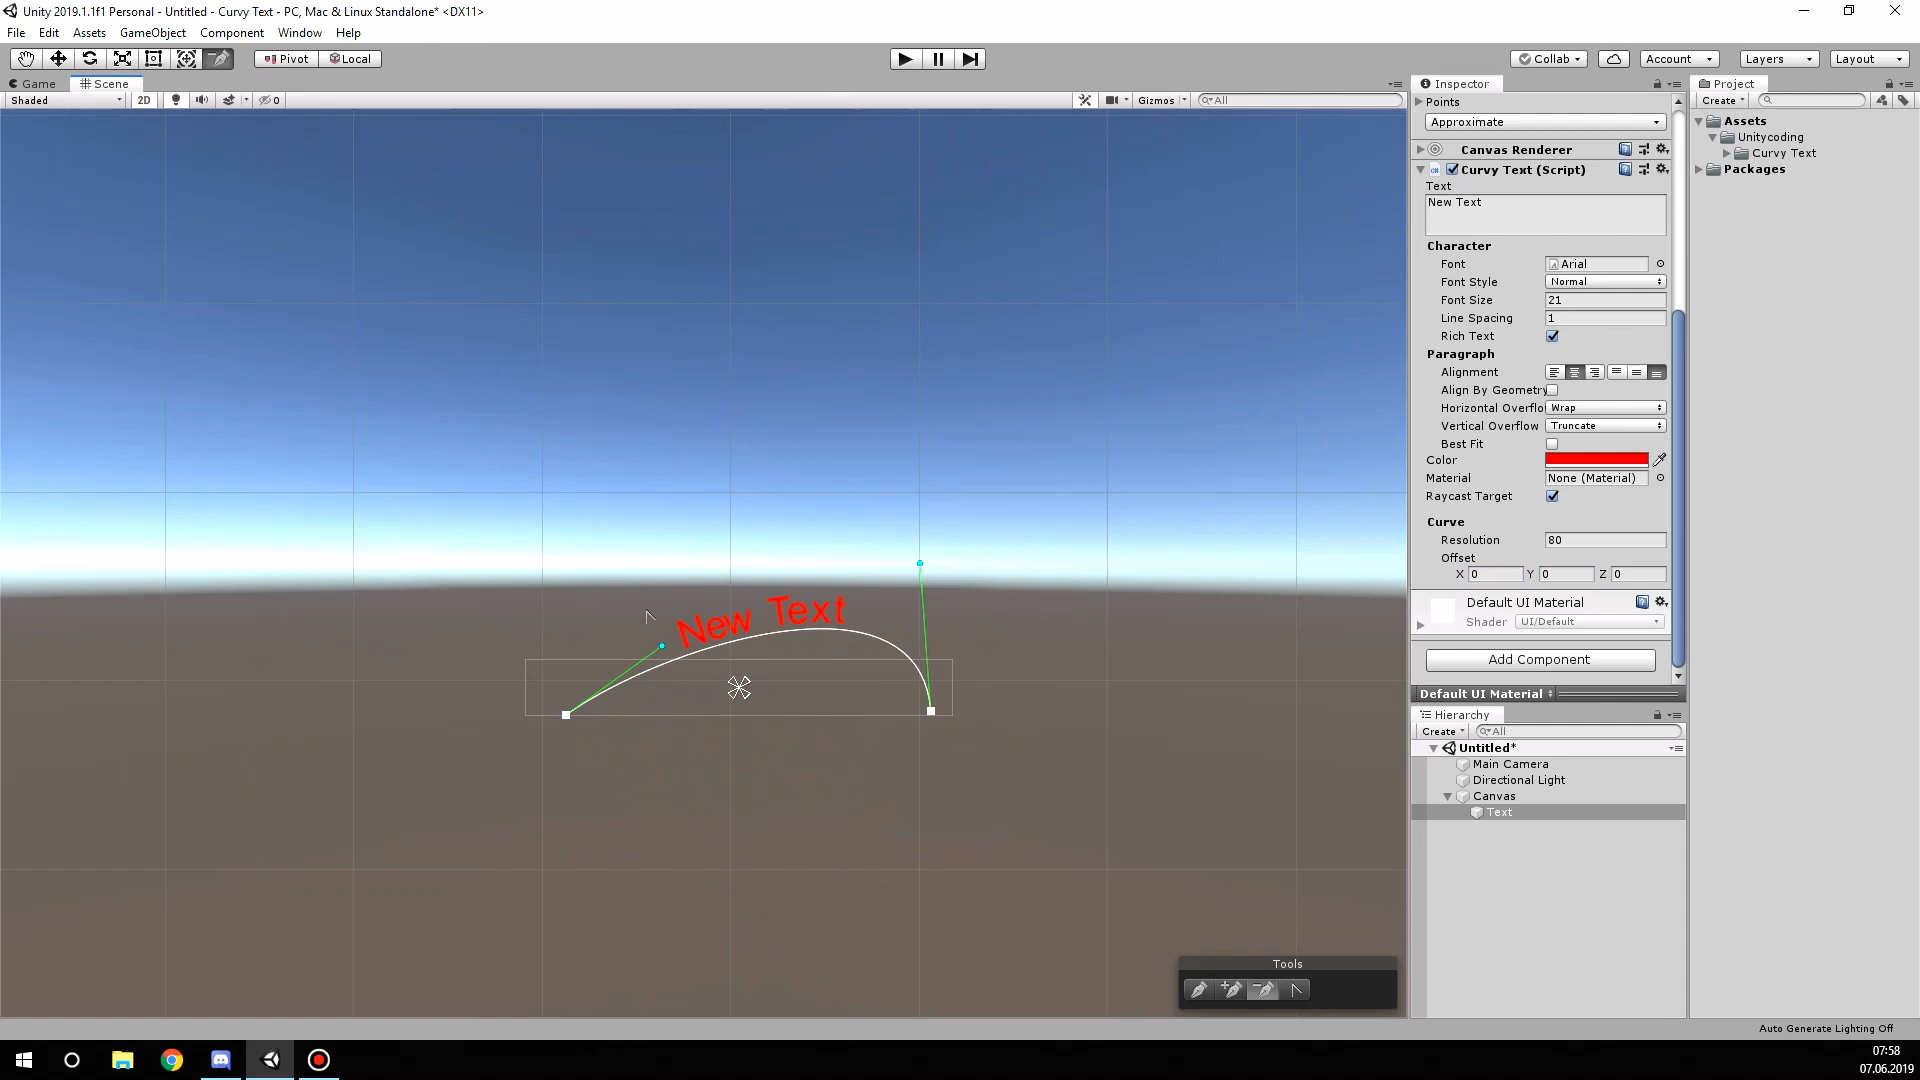 Unity 2019.1.1f1 Personal - Untitled - Curvy Text - PC, Mac & Linux Standalone* <DX11>
File Edit Assets GameObject Component Window Help
Pivot Local
Collab Account Layers Layout
Game Scene
Shaded 2D 0 Gizmos All
New Text
Tools
Inspector
Points
Approximate
Canvas Renderer
Curvy Text (Script)
Text
New Text
Character
Font Arial
Font Style Normal
Font Size 21
Line Spacing 1
Rich Text
Paragraph
Alignment
Align By Geometry
Horizontal Overflo Wrap
Vertical Overflow Truncate
Best Fit
Color
Material None (Material)
Raycast Target
Curve
Resolution 80
Offset
X 0 Y 0 Z 0
Default UI Material
Shader UI/Default
Add Component
Default UI Material
Hierarchy
Create All
Untitled*
Main Camera
Directional Light
Canvas
Text
Project
Create
Assets
Unitycoding
Curvy Text
Packages
Auto Generate Lighting Off
07:58
07.06.2019